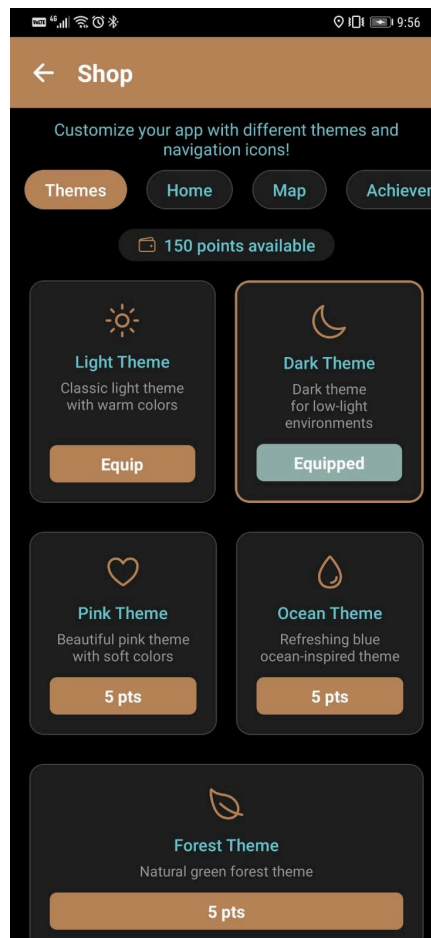 VoLTE 4G 9:56
Shop
Customize your app with different themes and
navigation icons!
Themes Home Map Achiever
150 points available
Light Theme
Classic light theme
with warm colors
Equip
Dark Theme
Dark theme
for low-light
environments
Equipped
Pink Theme
Beautiful pink theme
with soft colors
5 pts
Ocean Theme
Refreshing blue
ocean-inspired theme
5 pts
Forest Theme
Natural green forest theme
5 pts